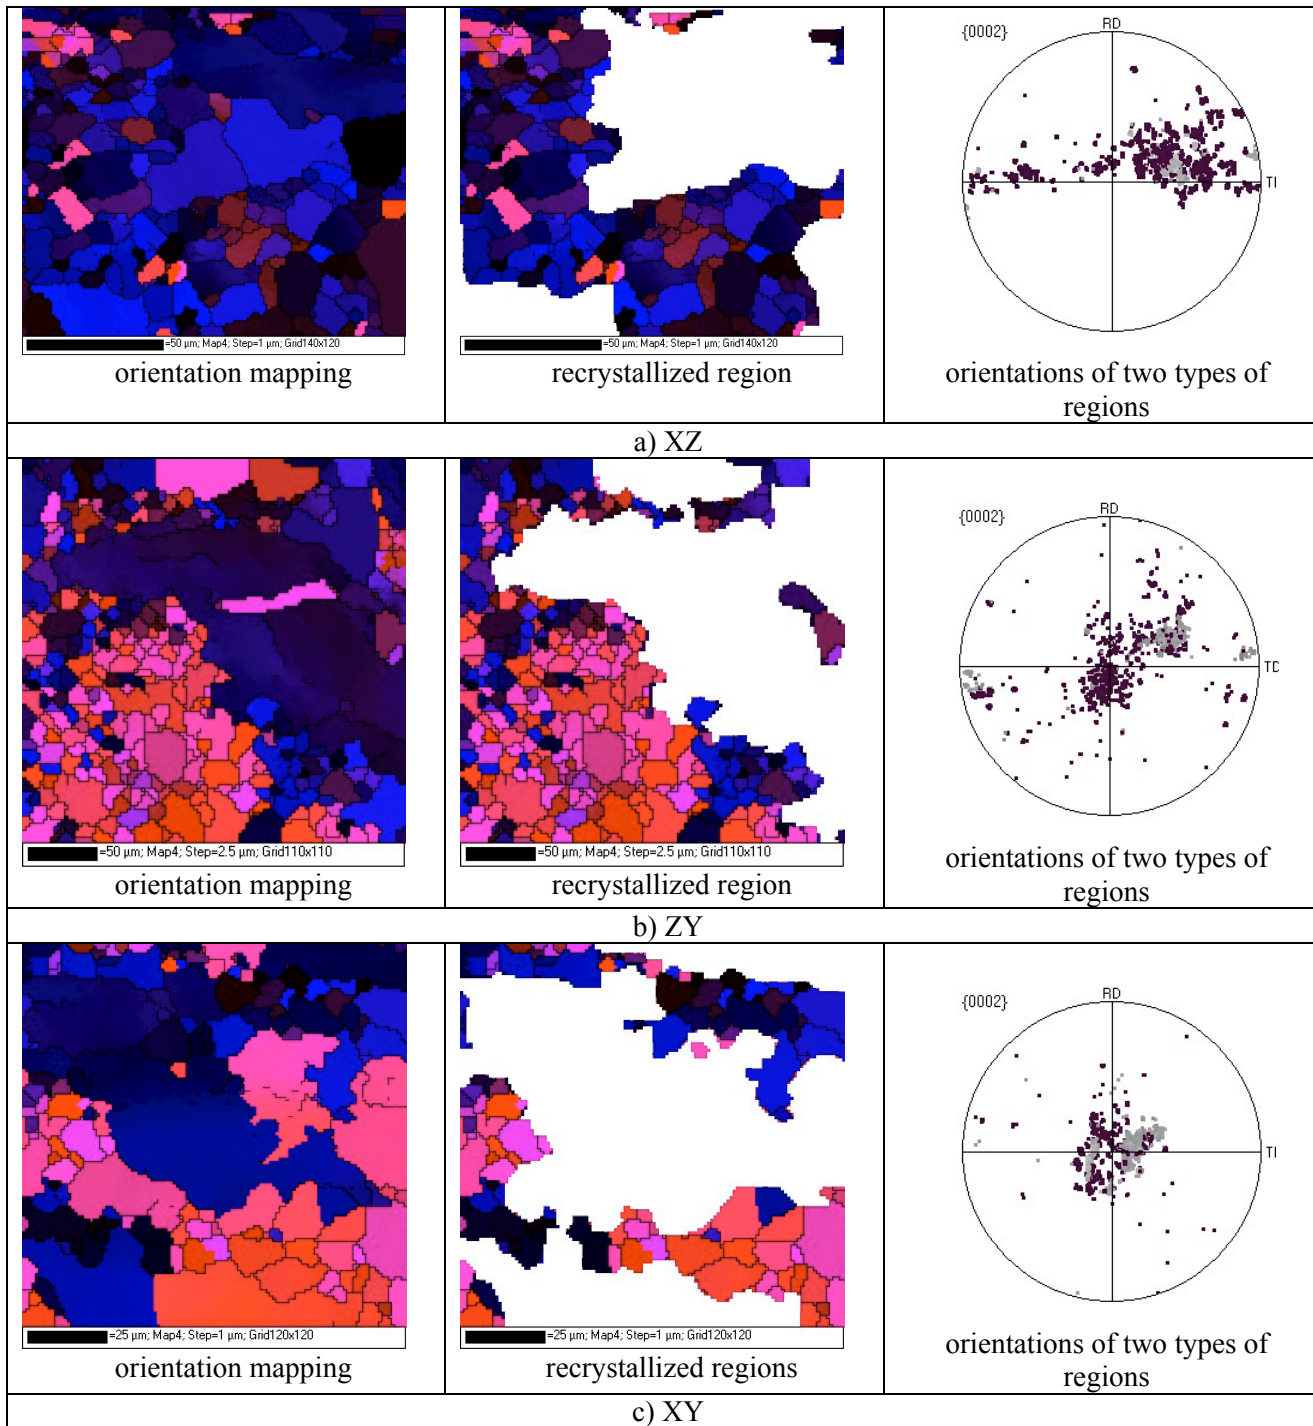 {0002}
RD
TI
=50 µm; Map4; Step=1 µm; Grid140x120
=50 µm; Map4; Step=1 µm; Grid140x120
orientation mapping
recrystallized region
orientations of two types of
regions
a) XZ
{0002}
RD
TD
=50 µm; Map4; Step=2.5 µm; Grid110x110
=50 µm; Map4; Step=2.5 µm; Grid110x110
orientation mapping
recrystallized region
orientations of two types of
regions
b) ZY
{0002}
RD
TI
=25 µm; Map4; Step=1 µm; Grid120x120
=25 µm; Map4; Step=1 µm; Grid120x120
orientation mapping
recrystallized regions
orientations of two types of
regions
c) XY